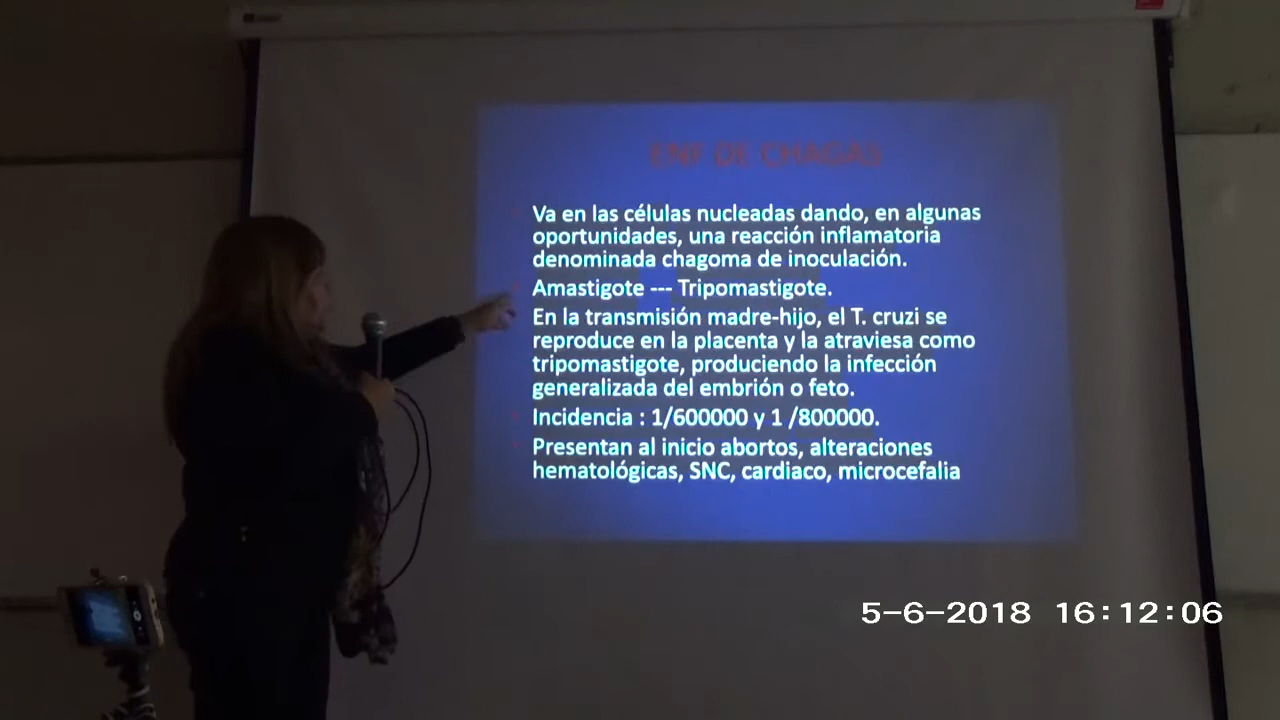 ENF DE CHAGAS
Va en las células nucleadas dando, en algunas
oportunidades, una reacción inflamatoria
denominada chagoma de inoculación.
Amastigote --- Tripomastigote.
En la transmisión madre-hijo, el T. cruzi se
reproduce en la placenta y la atraviesa como
tripomastigote, produciendo la infección
generalizada del embrión o feto.
Incidencia : 1/600000 y 1 /800000.
Presentan al inicio abortos, alteraciones
hematológicas, SNC, cardiaco, microcefalia
5-6-2018 16:12:06